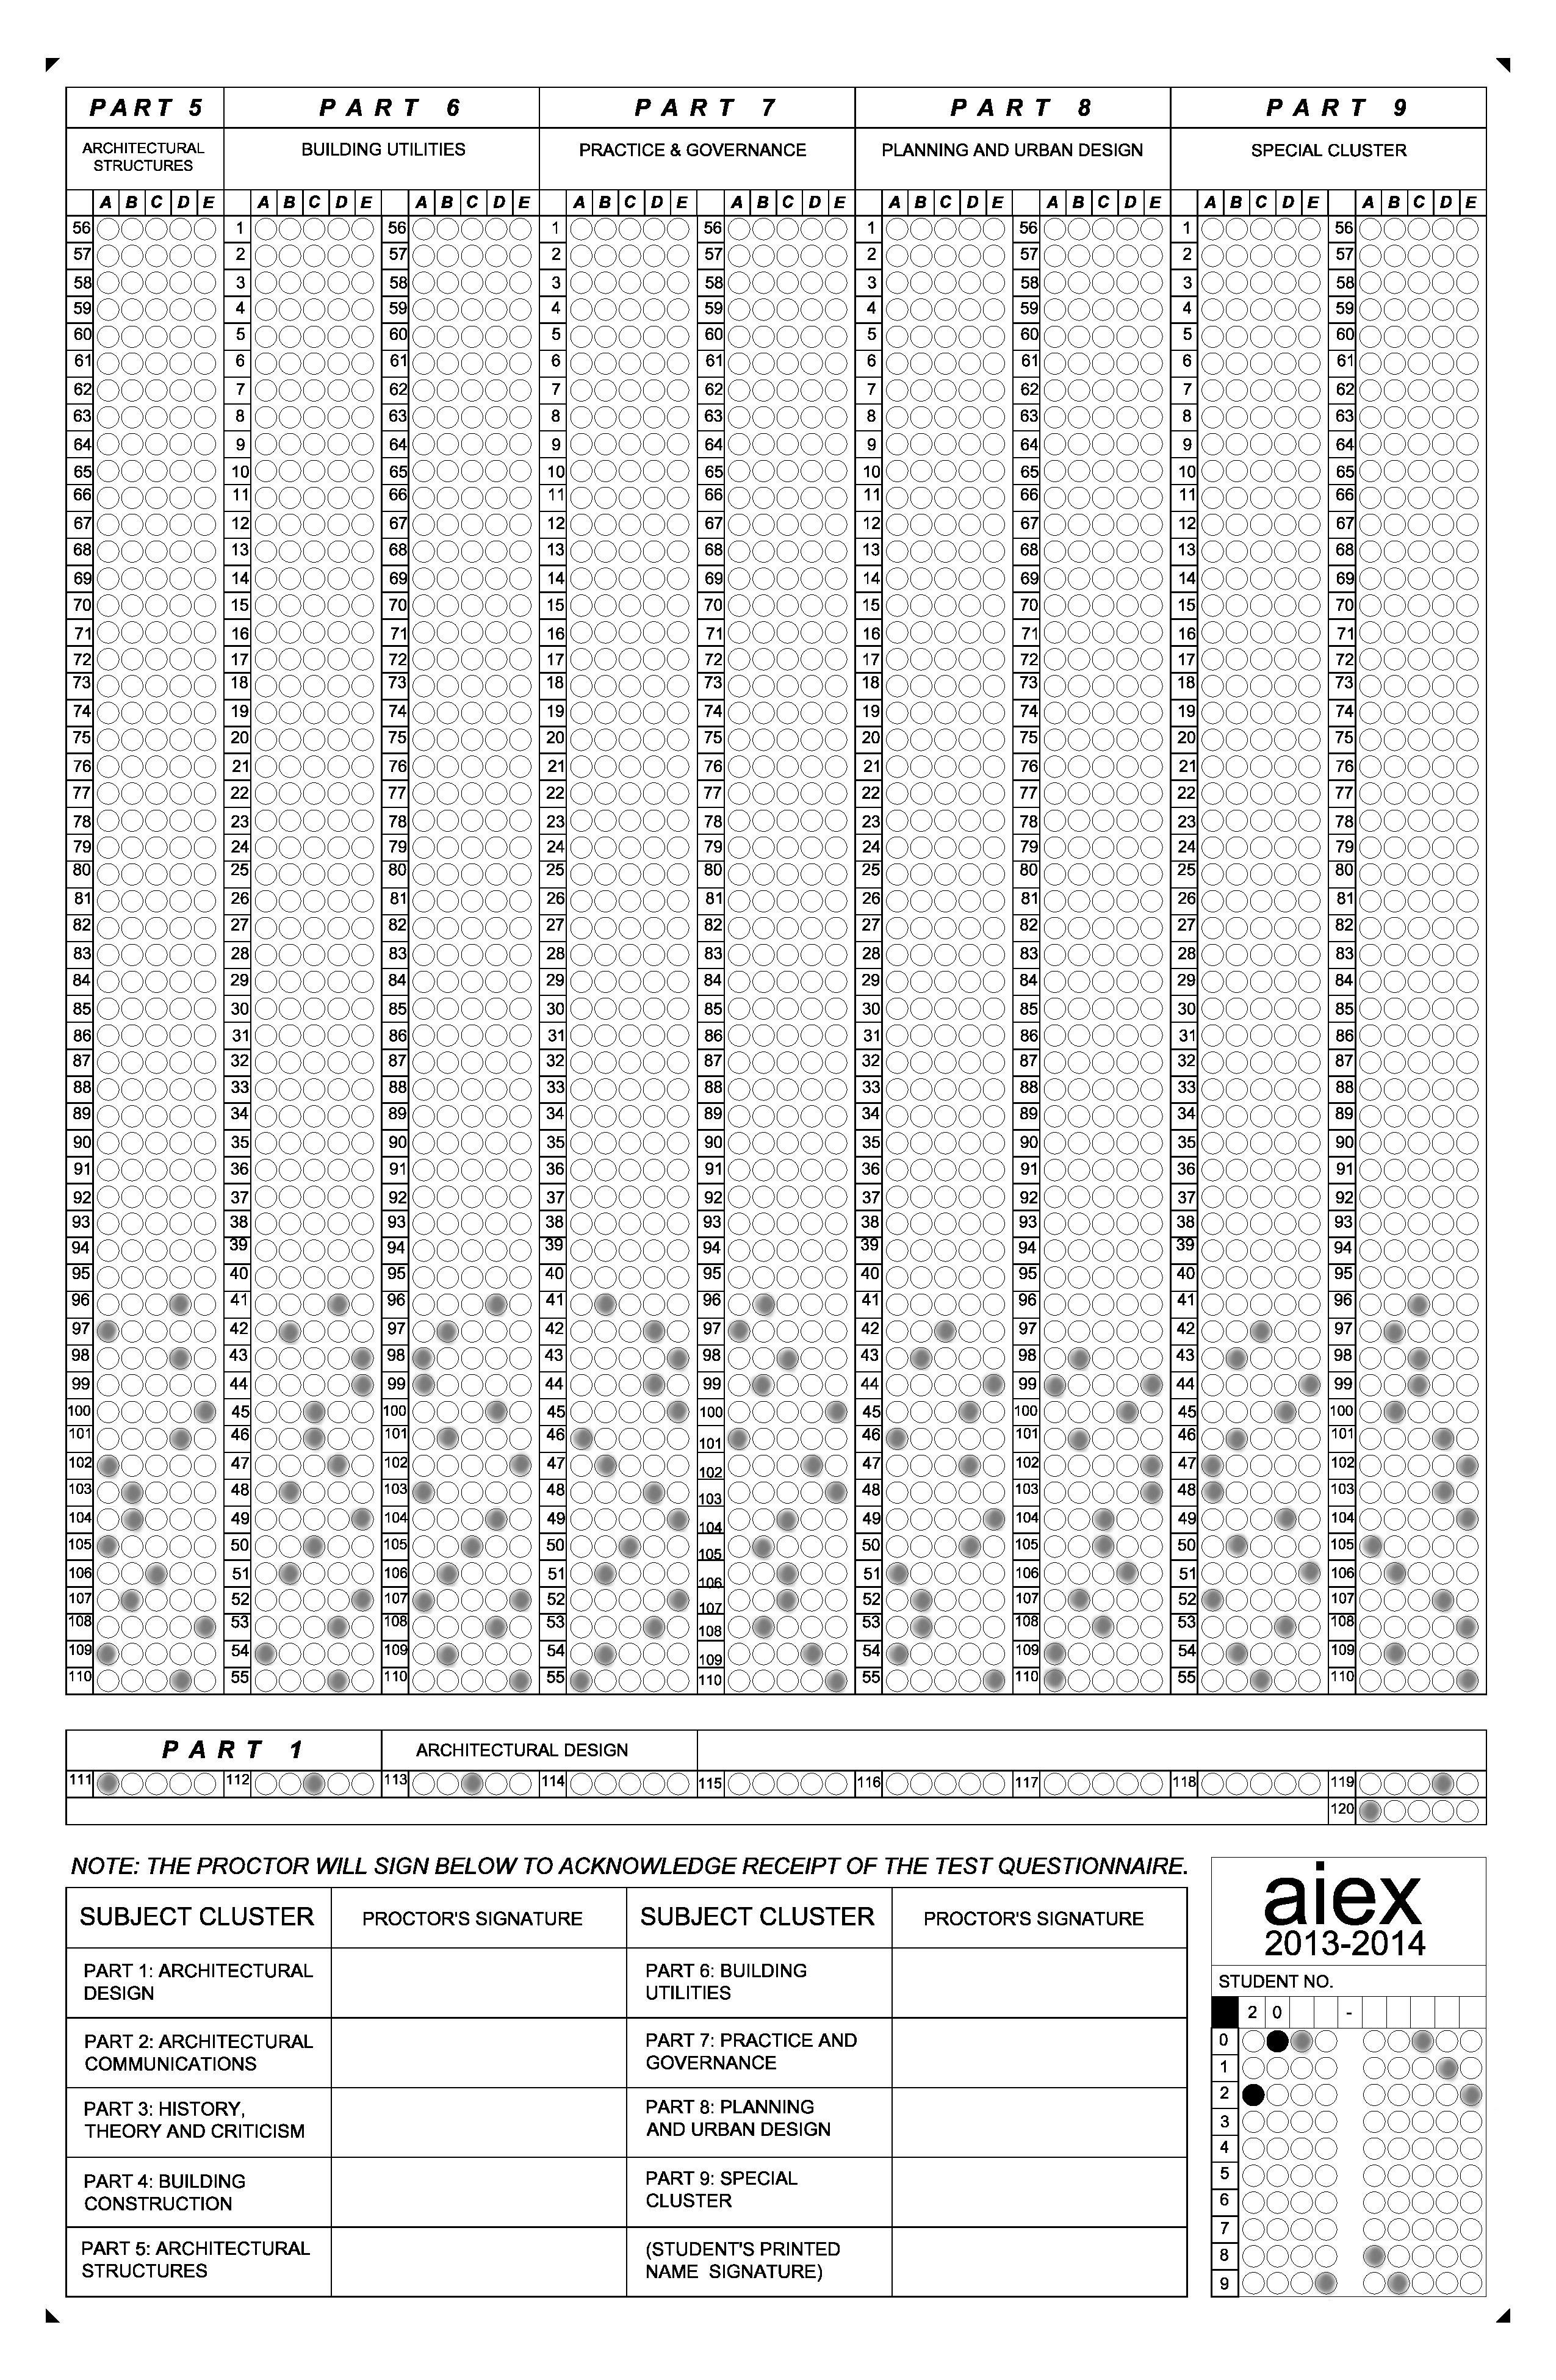 PART 5 PART 6 PART 7 PART 8 PART 9
ARCHITECTURAL STRUCTURES BUILDING UTILITIES PRACTICE & GOVERNANCE PLANNING AND URBAN DESIGN SPECIAL CLUSTER
A B C D E A B C D E A B C D E A B C D E A B C D E A B C D E A B C D E A B C D E A B C D E
56 1 56 1 56 1 56 1 56
57 2 57 2 57 2 57 2 57
58 3 58 3 58 3 58 3 58
59 4 59 4 59 4 59 4 59
60 5 60 5 60 5 60 5 60
61 6 61 6 61 6 61 6 61
62 7 62 7 62 7 62 7 62
63 8 63 8 63 8 63 8 63
64 9 64 9 64 9 64 9 64
65 10 65 10 65 10 65 10 65
66 11 66 11 66 11 66 11 66
67 12 67 12 67 12 67 12 67
68 13 68 13 68 13 68 13 68
69 14 69 14 69 14 69 14 69
70 15 70 15 70 15 70 15 70
71 16 71 16 71 16 71 16 71
72 17 72 17 72 17 72 17 72
73 18 73 18 73 18 73 18 73
74 19 74 19 74 19 74 19 74
75 20 75 20 75 20 75 20 75
76 21 76 21 76 21 76 21 76
77 22 77 22 77 22 77 22 77
78 23 78 23 78 23 78 23 78
79 24 79 24 79 24 79 24 79
80 25 80 25 80 25 80 25 80
81 26 81 26 81 26 81 26 81
82 27 82 27 82 27 82 27 82
83 28 83 28 83 28 83 28 83
84 29 84 29 84 29 84 29 84
85 30 85 30 85 30 85 30 85
86 31 86 31 86 31 86 31 86
87 32 87 32 87 32 87 32 87
88 33 88 33 88 33 88 33 88
89 34 89 34 89 34 89 34 89
90 35 90 35 90 35 90 35 90
91 36 91 36 91 36 91 36 91
92 37 92 37 92 37 92 37 92
93 38 93 38 93 38 93 38 93
94 39 94 39 94 39 94 39 94
95 40 95 40 95 40 95 40 95
96 41 96 41 96 41 96 41 96
97 42 97 42 97 42 97 42 97
98 43 98 43 98 43 98 43 98
99 44 99 44 99 44 99 44 99
100 45 100 45 100 45 100 45 100
101 46 101 46 101 46 101 46 101
102 47 102 47 102 47 102 47 102
103 48 103 48 103 48 103 48 103
104 49 104 49 104 49 104 49 104
105 50 105 50 105 50 105 50 105
106 51 106 51 106 51 106 51 106
107 52 107 52 107 52 107 52 107
108 53 108 53 108 53 108 53 108
109 54 109 54 109 54 109 54 109
110 55 110 55 110 55 110 55 110
PART 1 ARCHITECTURAL DESIGN
111 112 113 114 115 116 117 118 119
120
NOTE: THE PROCTOR WILL SIGN BELOW TO ACKNOWLEDGE RECEIPT OF THE TEST QUESTIONNAIRE.
SUBJECT CLUSTER PROCTOR'S SIGNATURE SUBJECT CLUSTER PROCTOR'S SIGNATURE
PART 1: ARCHITECTURAL DESIGN PART 6: BUILDING UTILITIES
PART 2: ARCHITECTURAL COMMUNICATIONS PART 7: PRACTICE AND GOVERNANCE
PART 3: HISTORY, THEORY AND CRITICISM PART 8: PLANNING AND URBAN DESIGN
PART 4: BUILDING CONSTRUCTION PART 9: SPECIAL CLUSTER
PART 5: ARCHITECTURAL STRUCTURES (STUDENT'S PRINTED NAME SIGNATURE)
aiex
2013-2014
STUDENT NO.
2 0 -
0
1
2
3
4
5
6
7
8
9